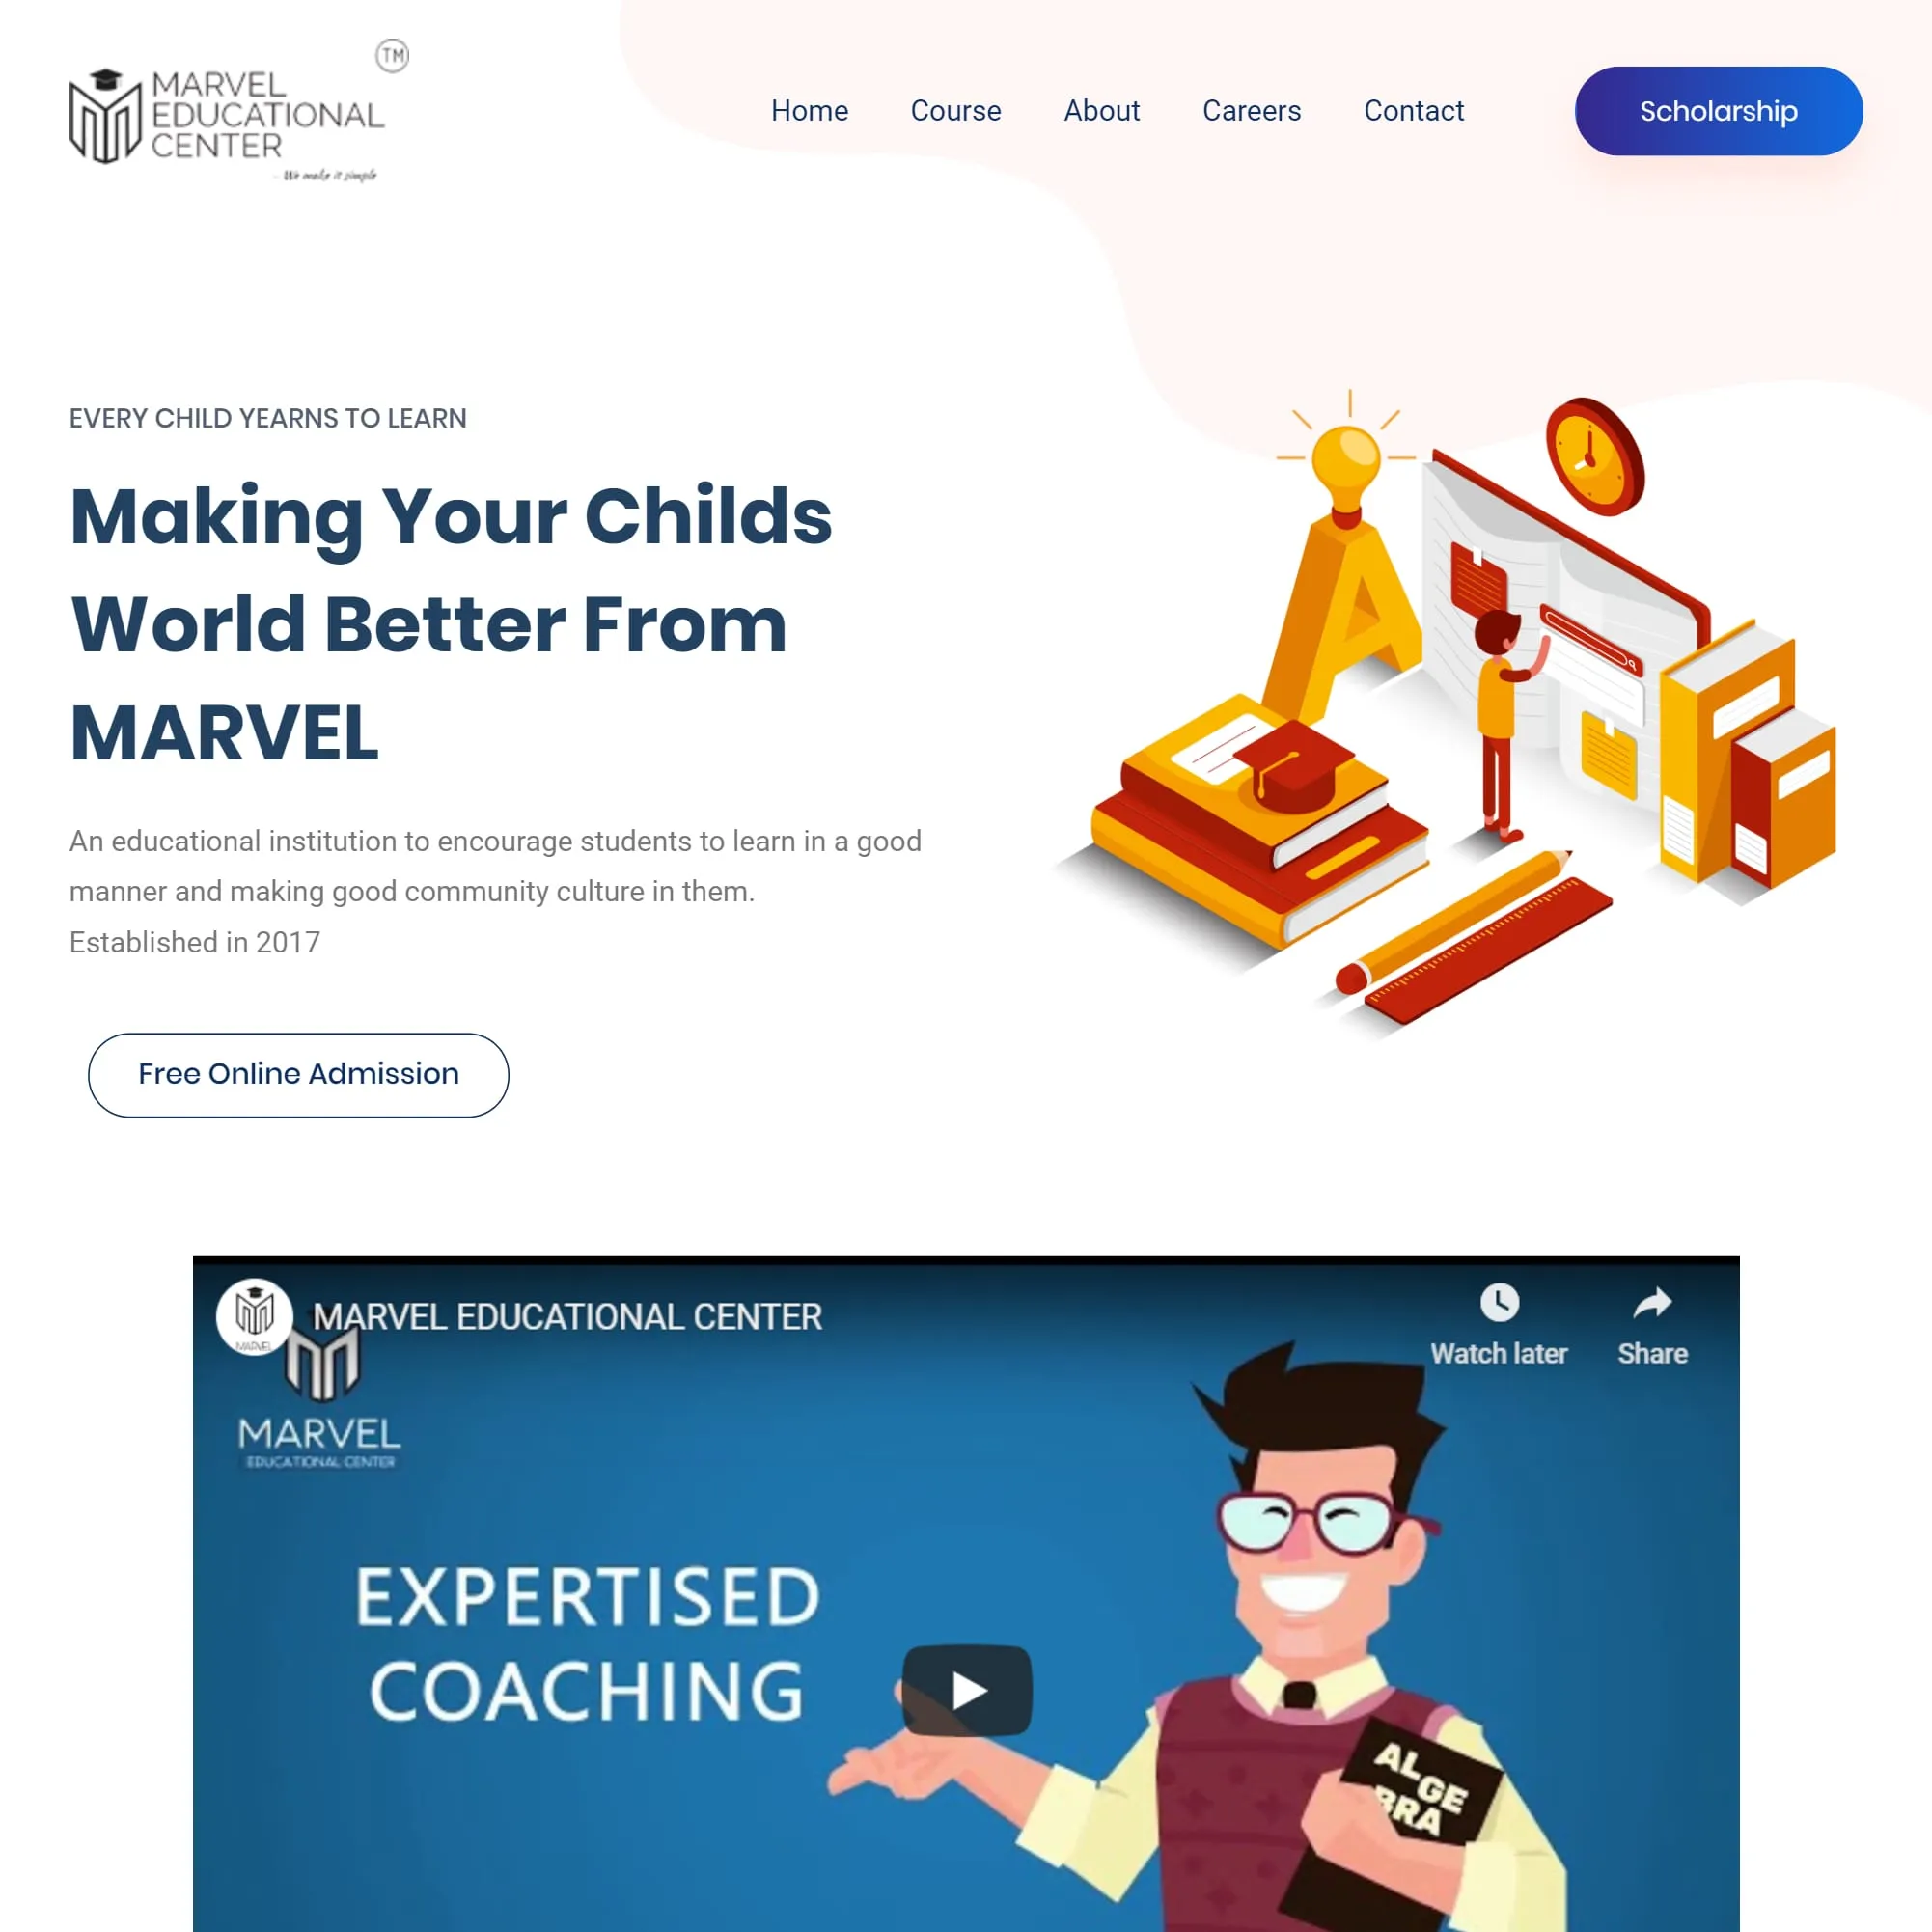 TM
MARVEL
EDUCATIONAL
CENTER
We make it simple
Home
Course
About
Careers
Contact
Scholarship
EVERY CHILD YEARNS TO LEARN
Making Your Childs
World Better From
MARVEL
An educational institution to encourage students to learn in a good
manner and making good community culture in them.
Established in 2017
Free Online Admission
MARVEL
MARVEL EDUCATIONAL CENTER
Watch later
Share
MARVEL
EDUCATIONAL CENTER
EXPERTISED
COACHING
ALGE
BRA